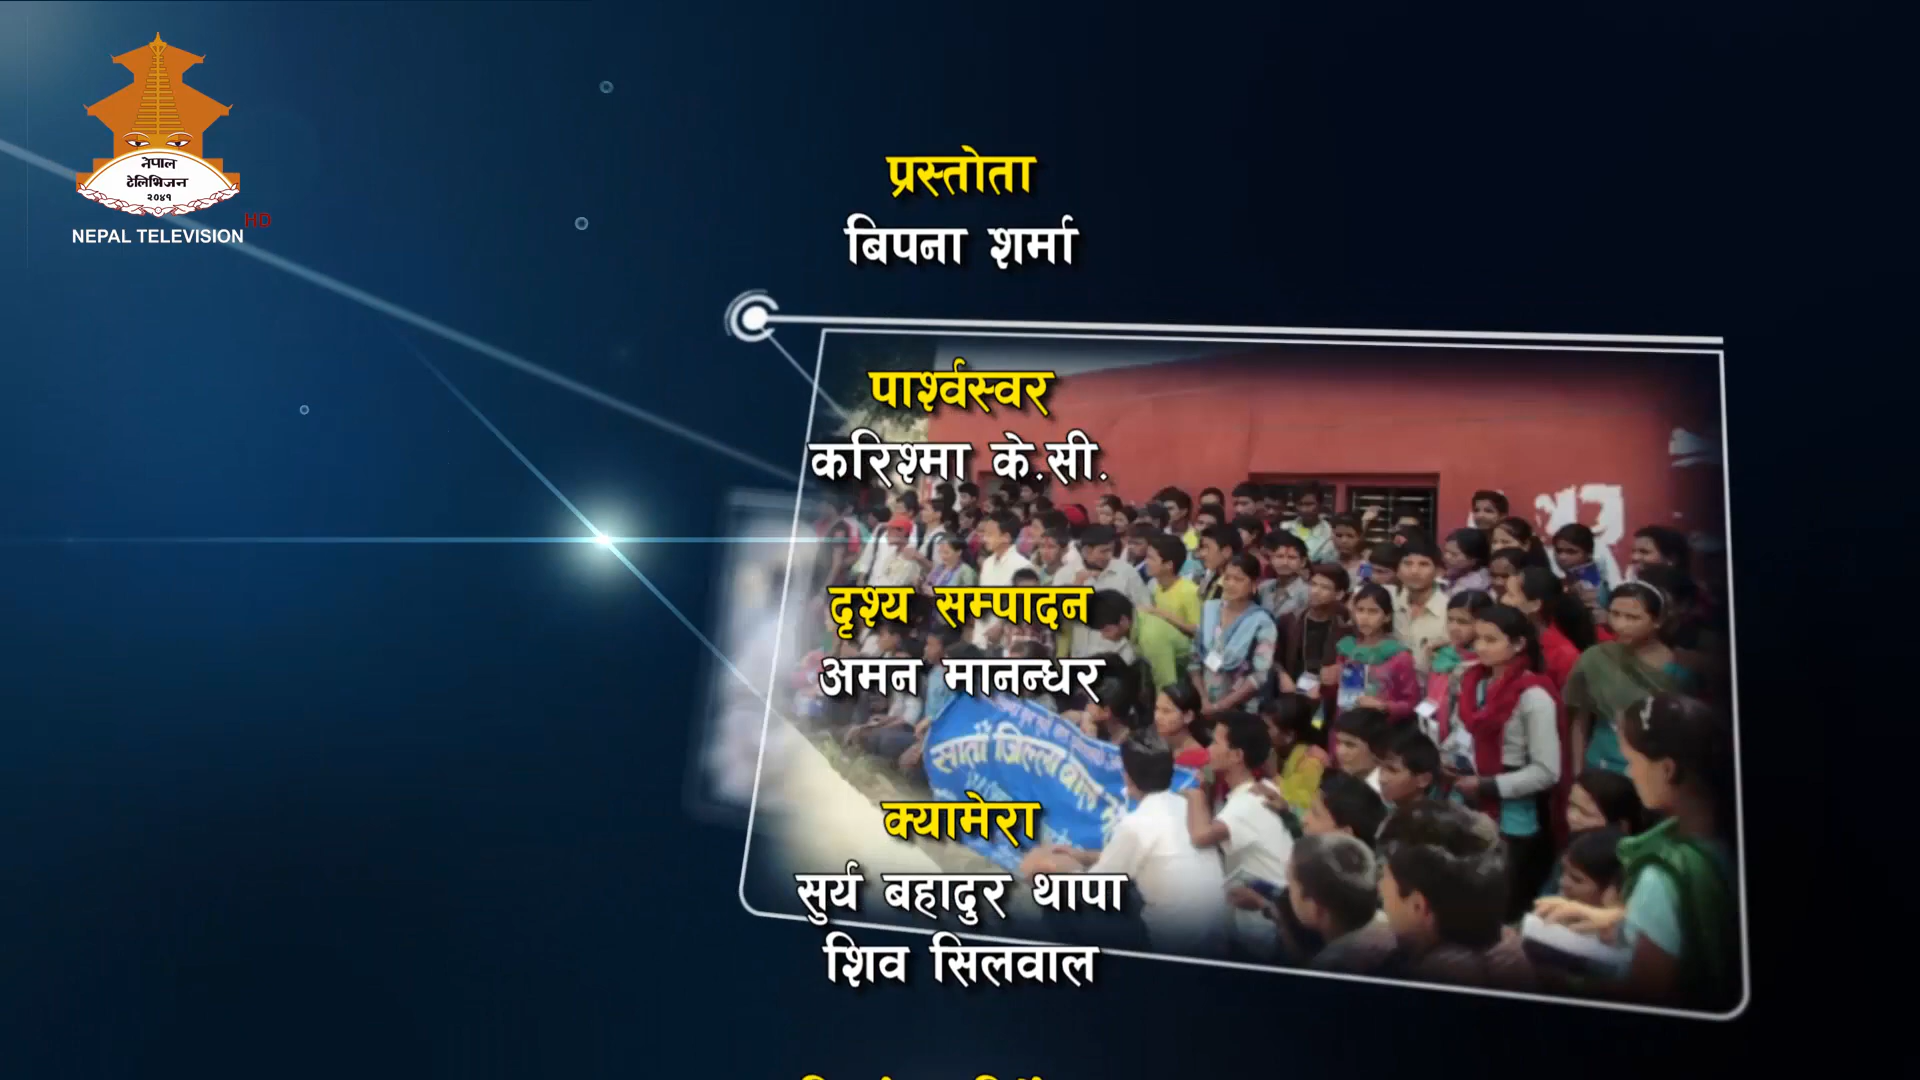 नेपाल
टेलिभिजन
२०४१
HD
NEPAL TELEVISION
प्रस्तोता
बिपना शर्मा
पार्श्वस्वर
करिश्मा के.सी.
दृश्य सम्पादन
अमन मानन्धर
सातौं जिल्ला बाल
क्यामेरा
सुर्य बहादुर थापा
शिव सिलवाल